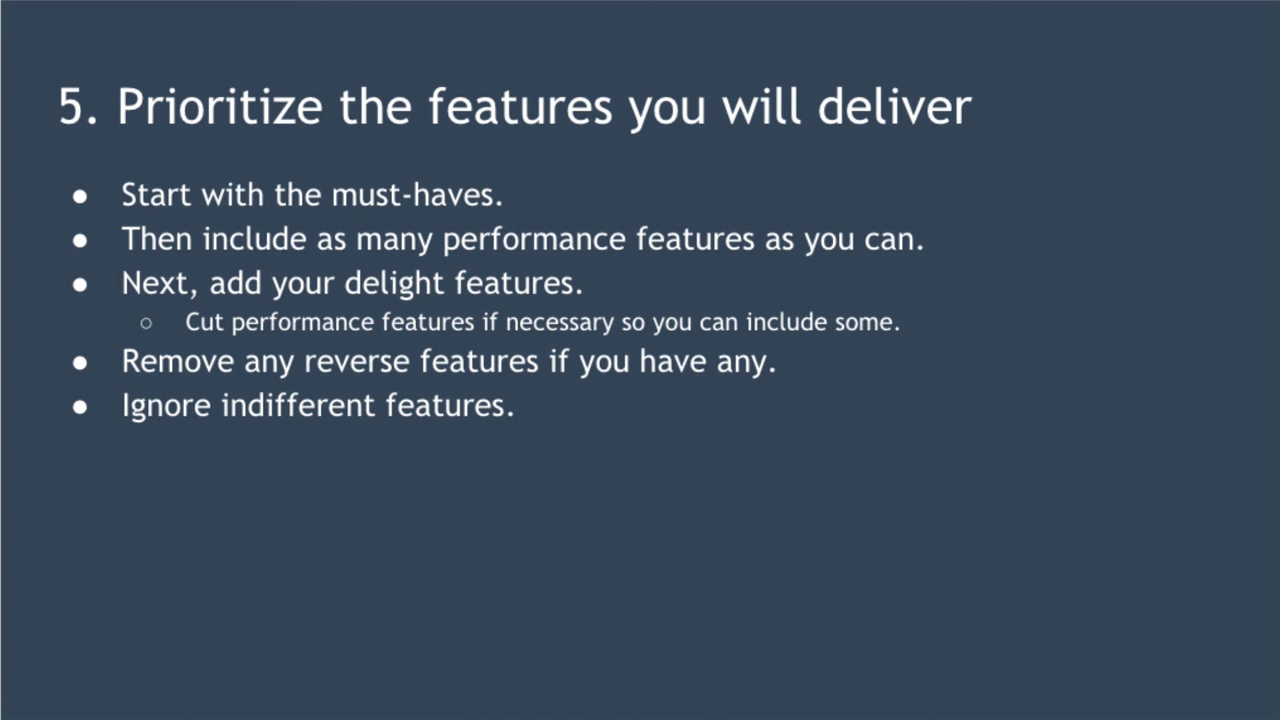 5. Prioritize the features you will deliver
● Start with the must-haves.
● Then include as many performance features as you can.
● Next, add your delight features.
○ Cut performance features if necessary so you can include some.
● Remove any reverse features if you have any.
● Ignore indifferent features.